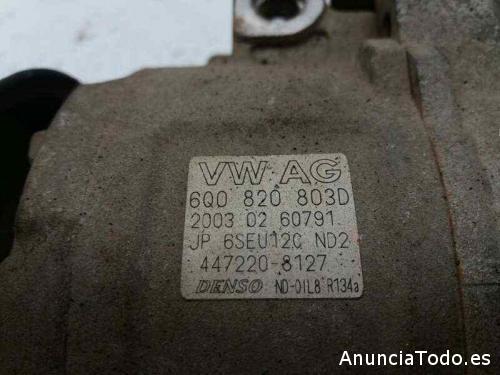 VW AG
6Q0 820 803D
2003 02 60791
JP 6SEU12C ND2
447220-8127
DENSO ND-OIL8 R134a
AnunciaTodo.es